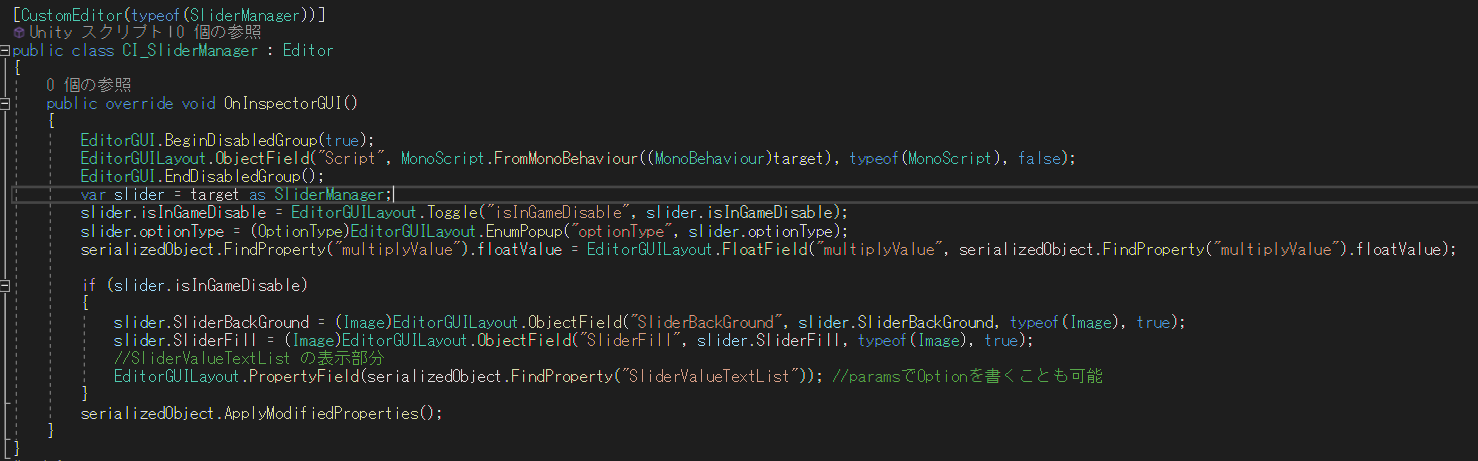 [CustomEditor(typeof(SliderManager))]
Unity スクリプト|0 個の参照
public class CI_SliderManager : Editor
{
0 個の参照
public override void OnInspectorGUI()
{
EditorGUI.BeginDisabledGroup(true);
EditorGUILayout.ObjectField("Script", MonoScript.FromMonoBehaviour((MonoBehaviour)target), typeof(MonoScript), false);
EditorGUI.EndDisabledGroup();
var slider = target as SliderManager;
slider.isInGameDisable = EditorGUILayout.Toggle("isInGameDisable", slider.isInGameDisable);
slider.optionType = (OptionType)EditorGUILayout.EnumPopup("optionType", slider.optionType);
serializedObject.FindProperty("multiplyValue").floatValue = EditorGUILayout.FloatField("multiplyValue", serializedObject.FindProperty("multiplyValue").floatValue);
if (slider.isInGameDisable)
{
slider.SliderBackGround = (Image)EditorGUILayout.ObjectField("SliderBackGround", slider.SliderBackGround, typeof(Image), true);
slider.SliderFill = (Image)EditorGUILayout.ObjectField("SliderFill", slider.SliderFill, typeof(Image), true);
//SliderValueTextList の表示部分
EditorGUILayout.PropertyField(serializedObject.FindProperty("SliderValueTextList")); //paramsでOptionを書くことも可能
}
serializedObject.ApplyModifiedProperties();
}
}